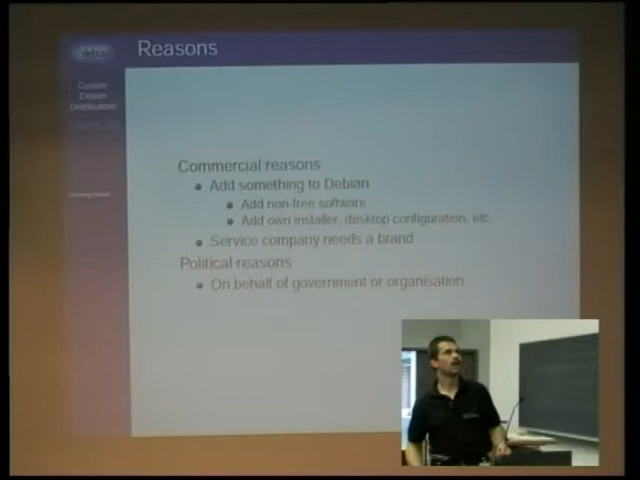 Reasons
debian
Custom
Debian
Distributions
Commercial reasons
Add something to Debian
Add non-free software
Add own installer, desktop configuration, etc.
Service company needs a brand
Political reasons
On behalf of government or organisation